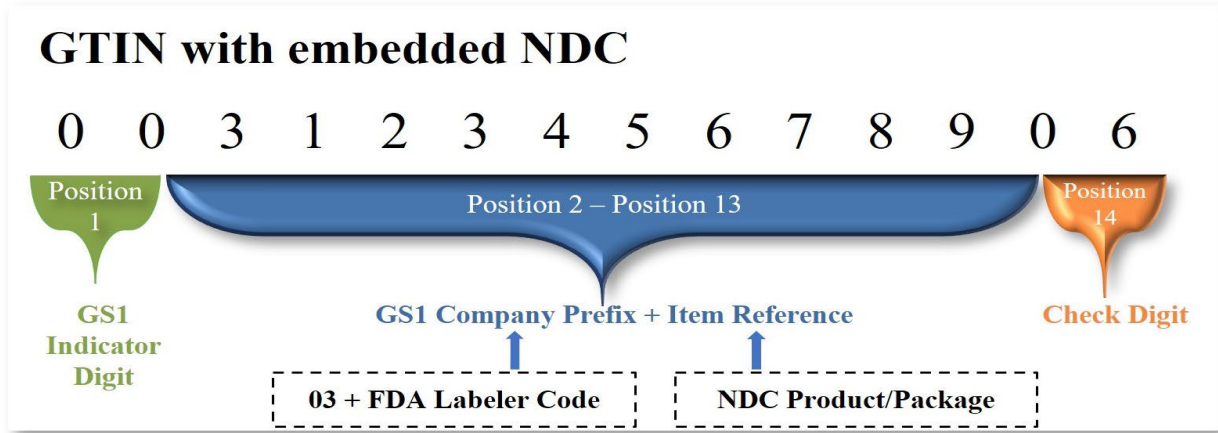 GTIN with embedded NDC
0 0 3 1 2 3 4 5 6 7 8 9 0 6
Position
1
Position 2 – Position 13
Position
14
GS1
Indicator
Digit
GS1 Company Prefix + Item Reference
Check Digit
03 + FDA Labeler Code
NDC Product/Package